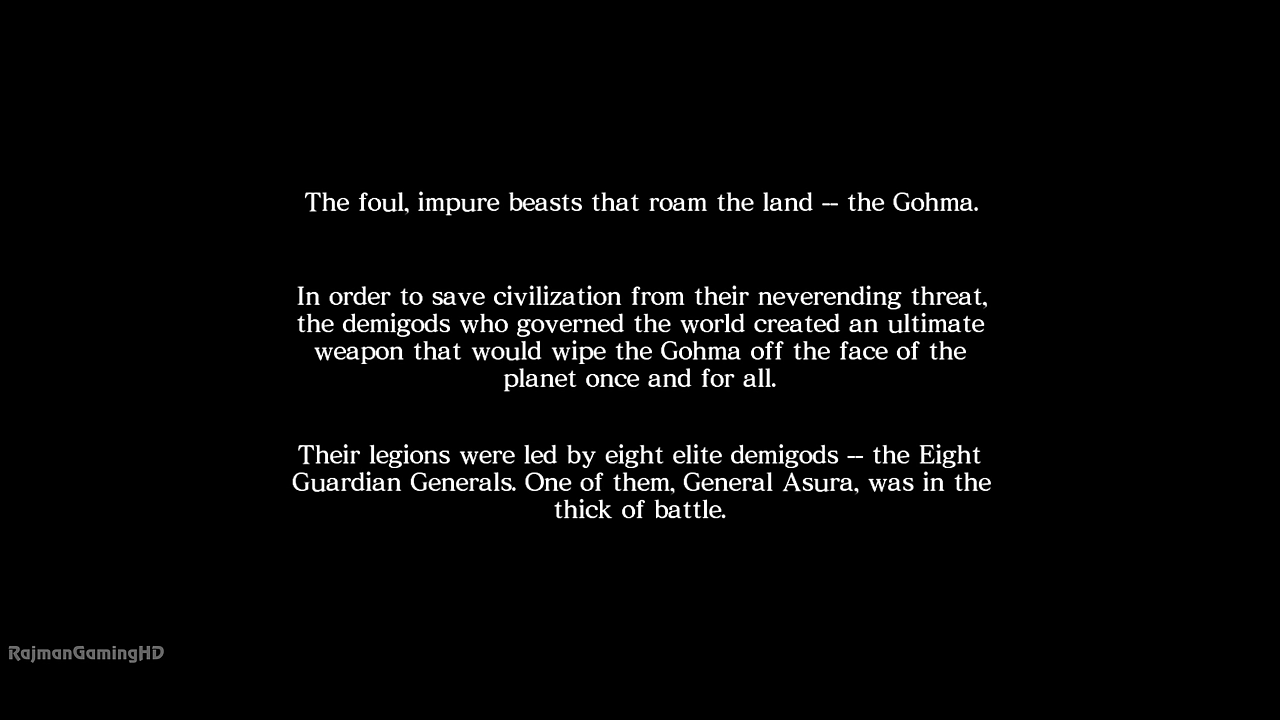 The foul, impure beasts that roam the land -- the Gohma.
In order to save civilization from their neverending threat,
the demigods who governed the world created an ultimate
weapon that would wipe the Gohma off the face of the
planet once and for all.
Their legions were led by eight elite demigods -- the Eight
Guardian Generals. One of them, General Asura, was in the
thick of battle.
RajmanGamingHD